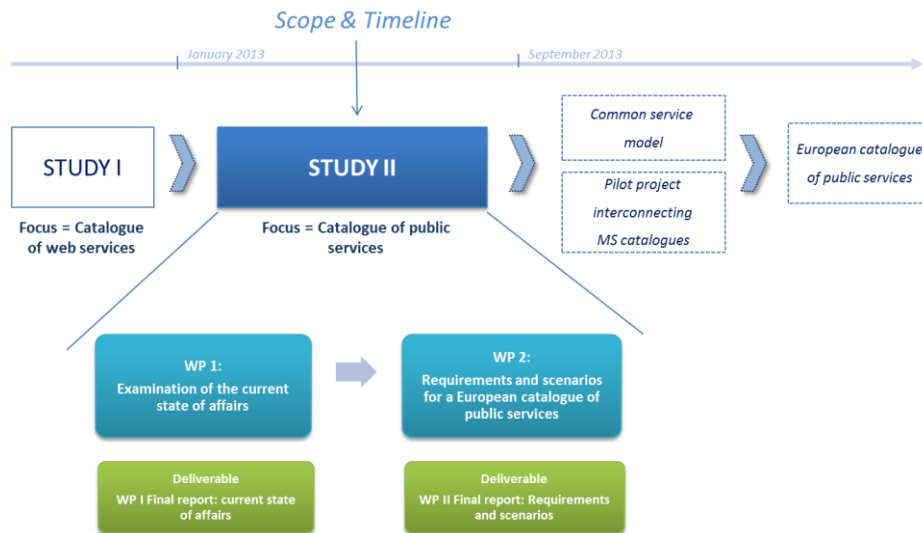 Scope & Timeline
January 2013
September 2013
STUDY I
STUDY II
Common service
model
Pilot project
interconnecting
MS catalogues
European catalogue
of public services
Focus = Catalogue
of web services
Focus = Catalogue of public
services
WP 1:
Examination of the current
state of affairs
WP 2:
Requirements and scenarios
for a European catalogue of
public services
Deliverable
WP I Final report: current state
of affairs
Deliverable
WP II Final report: Requirements
and scenarios